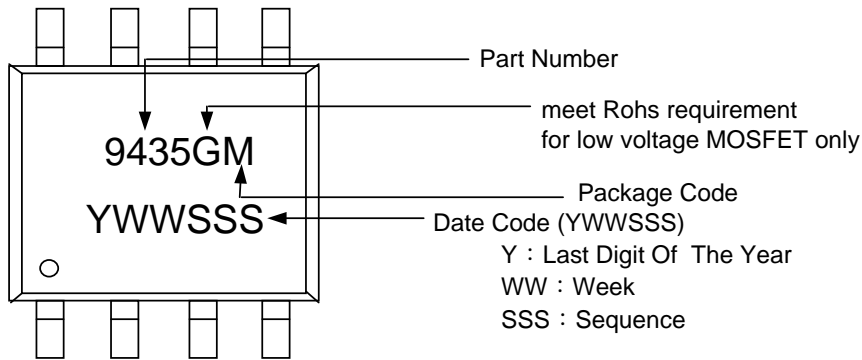 Part Number
meet Rohs requirement
for low voltage MOSFET only
9435GM
Package Code
YWWSSS
Date Code (YWWSSS)
Y：Last Digit Of The Year
WW：Week
SSS：Sequence